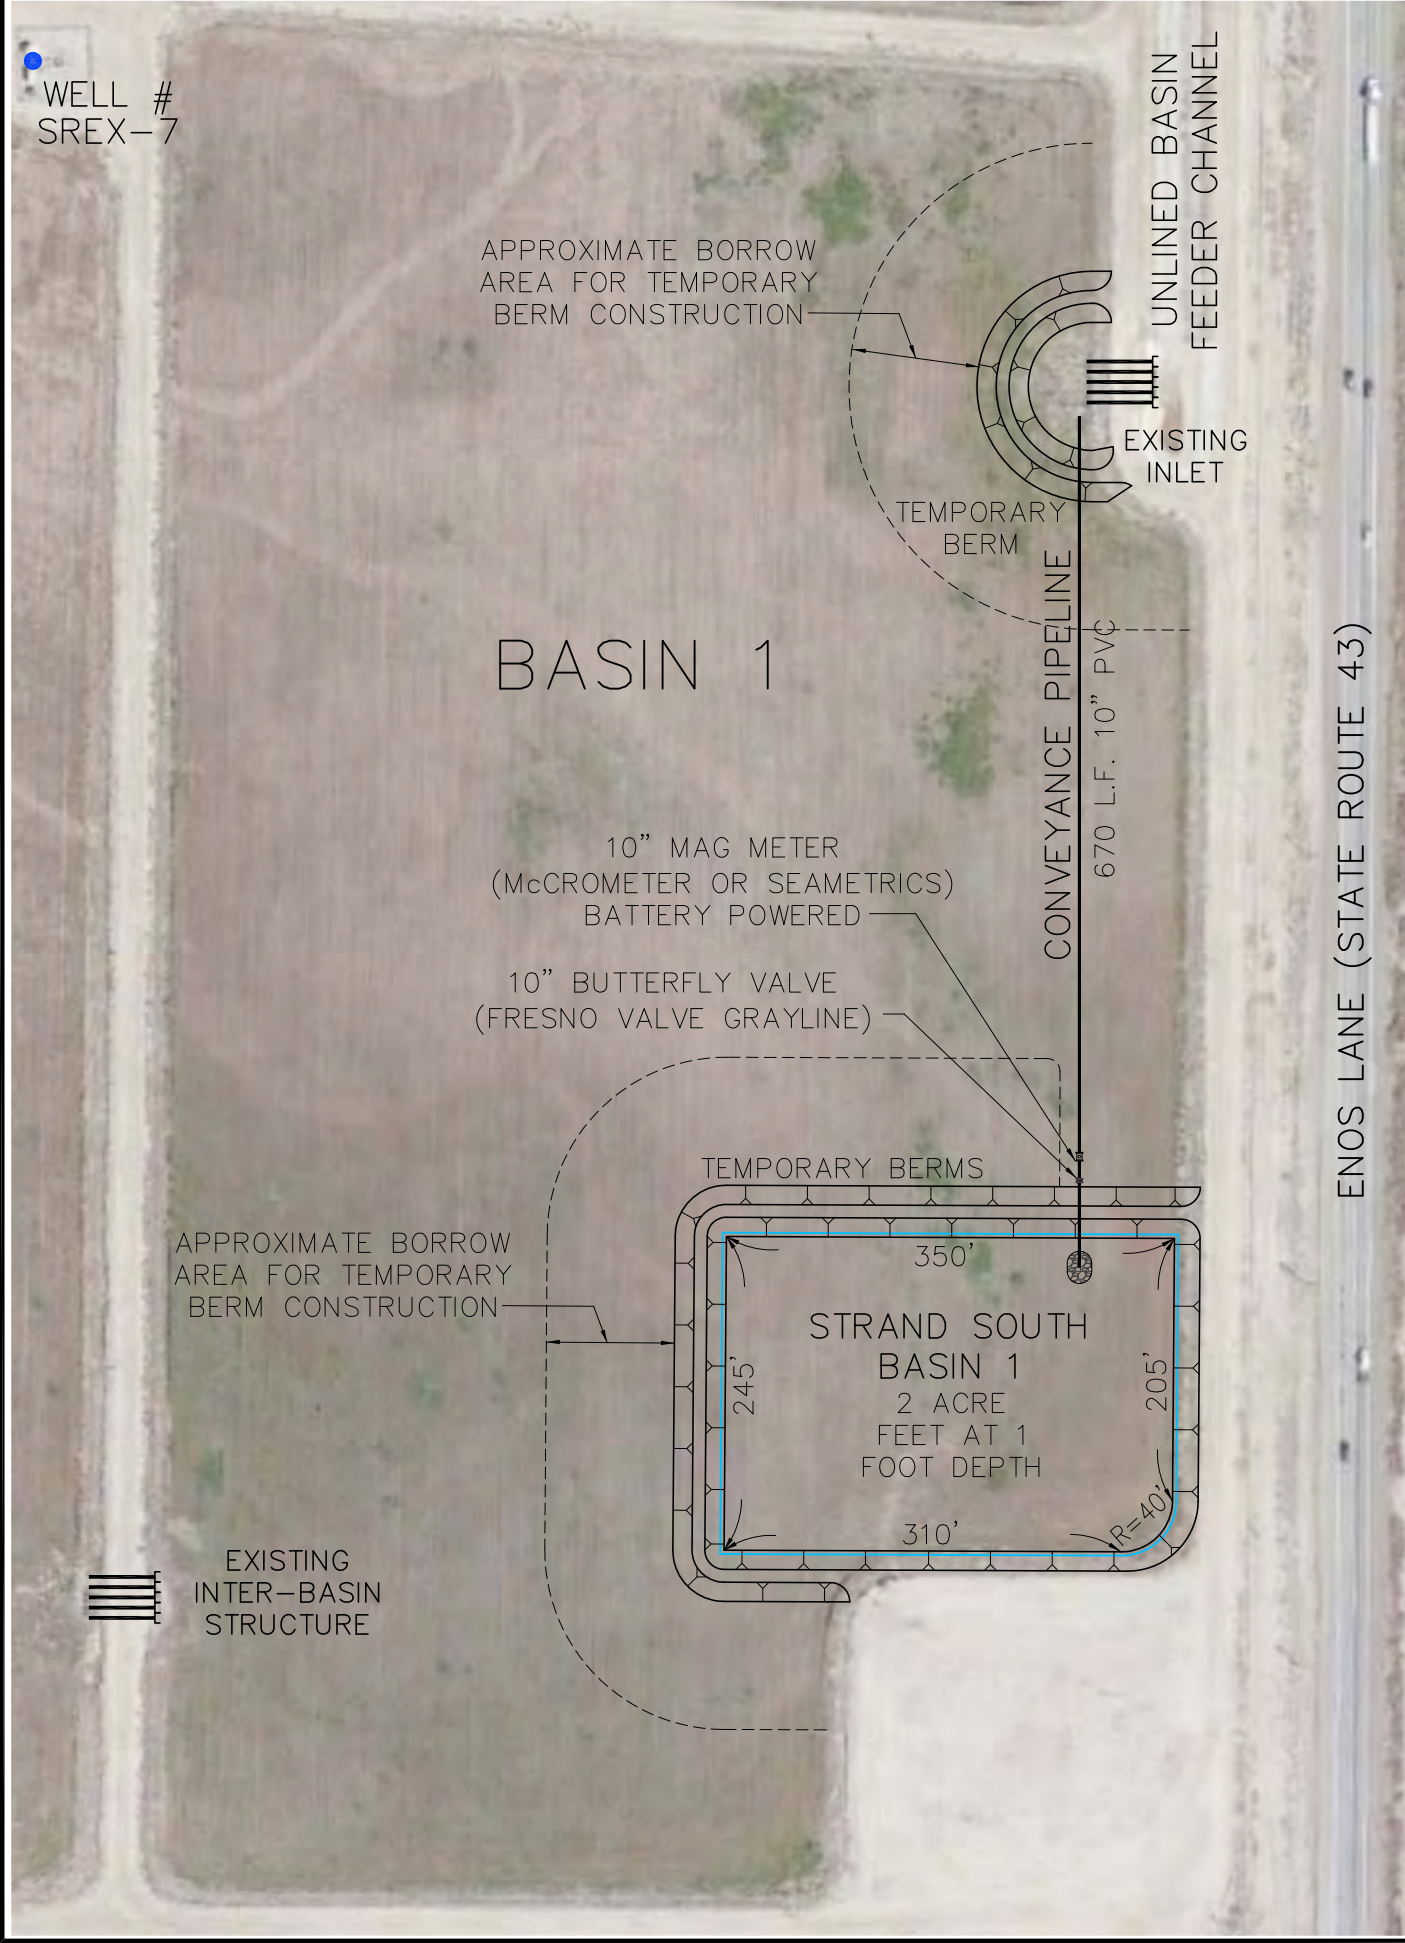 WELL #
SREX-7
UNLINED BASIN
FEEDER CHANNEL
APPROXIMATE BORROW
AREA FOR TEMPORARY
BERM CONSTRUCTION
EXISTING
INLET
TEMPORARY
BERM
BASIN 1
CONVEYANCE PIPELINE
670 L.F. 10" PVC
ENOS LANE (STATE ROUTE 43)
10" MAG METER
(McCROMETER OR SEAMETRICS)
BATTERY POWERED
10" BUTTERFLY VALVE
(FRESNO VALVE GRAYLINE)
TEMPORARY BERMS
APPROXIMATE BORROW
AREA FOR TEMPORARY
BERM CONSTRUCTION
350'
STRAND SOUTH
BASIN 1
2 ACRE
FEET AT 1
FOOT DEPTH
245'
205'
310'
R=40'
EXISTING
INTER-BASIN
STRUCTURE